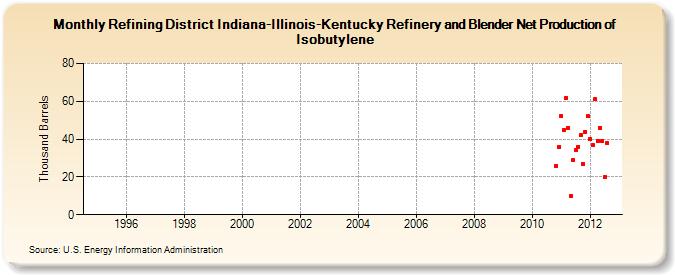 Monthly Refining District Indiana-Illinois-Kentucky Refinery and Blender Net Production of
Isobutylene
Thousand Barrels
80
60
40
20
0
1996 1998 2000 2002 2004 2006 2008 2010 2012
Source: U.S. Energy Information Administration